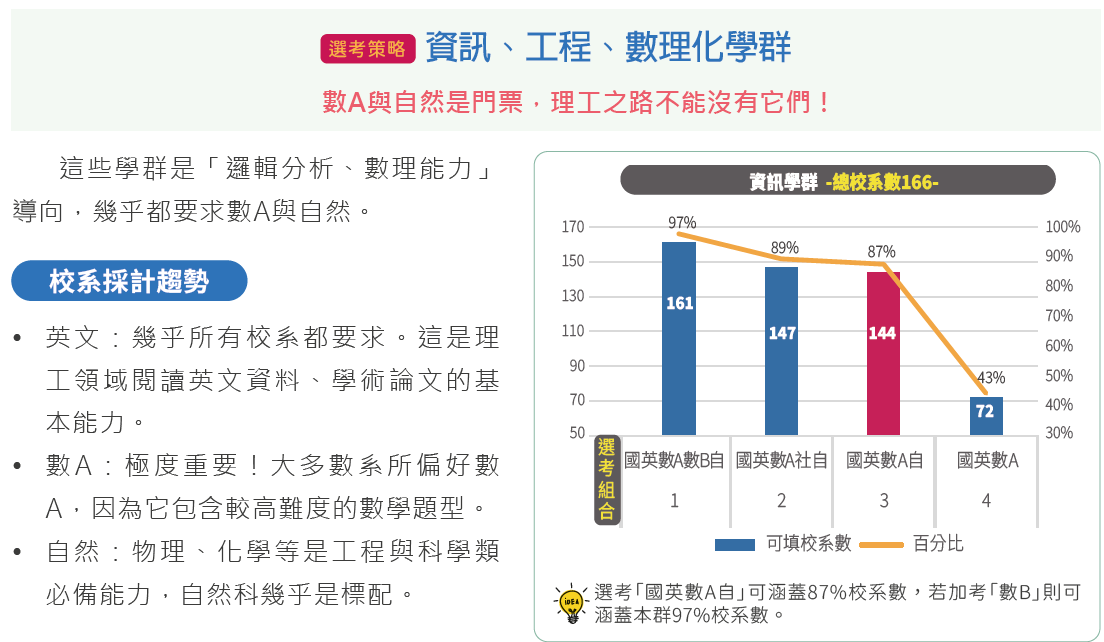 選考策略 資訊、工程、數理化學群
數A與自然是門票，理工之路不能沒有它們！
這些學群是「邏輯分析、數理能力」
導向，幾乎都要求數A與自然。
校系採計趨勢
• 英文：幾乎所有校系都要求。這是理
工領域閱讀英文資料、學術論文的基
本能力。
• 數A：極度重要！大多數系所偏好數
A，因為它包含較高難度的數學題型。
• 自然：物理、化學等是工程與科學類
必備能力，自然科幾乎是標配。
資訊學群 -總校系數166-
170
150
130
110
90
70
50
97%
89%
87%
43%
161
147
144
72
100%
90%
80%
70%
60%
50%
40%
30%
選考組合
國英數A數B自 國英數A社自 國英數A自 國英數A
1 2 3 4
可填校系數 百分比
iDEA
選考「國英數A自」可涵蓋87%校系數，若加考「數B」則可
涵蓋本群97%校系數。